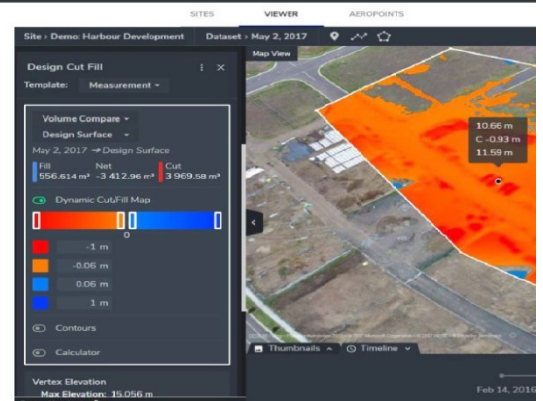 SITES VIEWER AEROPOINTS
Site › Demo: Harbour Development Dataset › May 2, 2017
Map View
Design Cut Fill
Template: Measurement
Volume Compare
Design Surface
May 2, 2017 → Design Surface
Fill Net Cut
556.614 m³ -3 412.96 m³ 3 969.58 m³
Dynamic Cut/Fill Map
0
-1 m
-0.06 m
0.06 m
1 m
Contours
Calculator
Vertex Elevation
Max Elevation: 15.056 m
10.66 m
C -0.93 m
11.59 m
Thumbnails Timeline
Feb 14, 2016